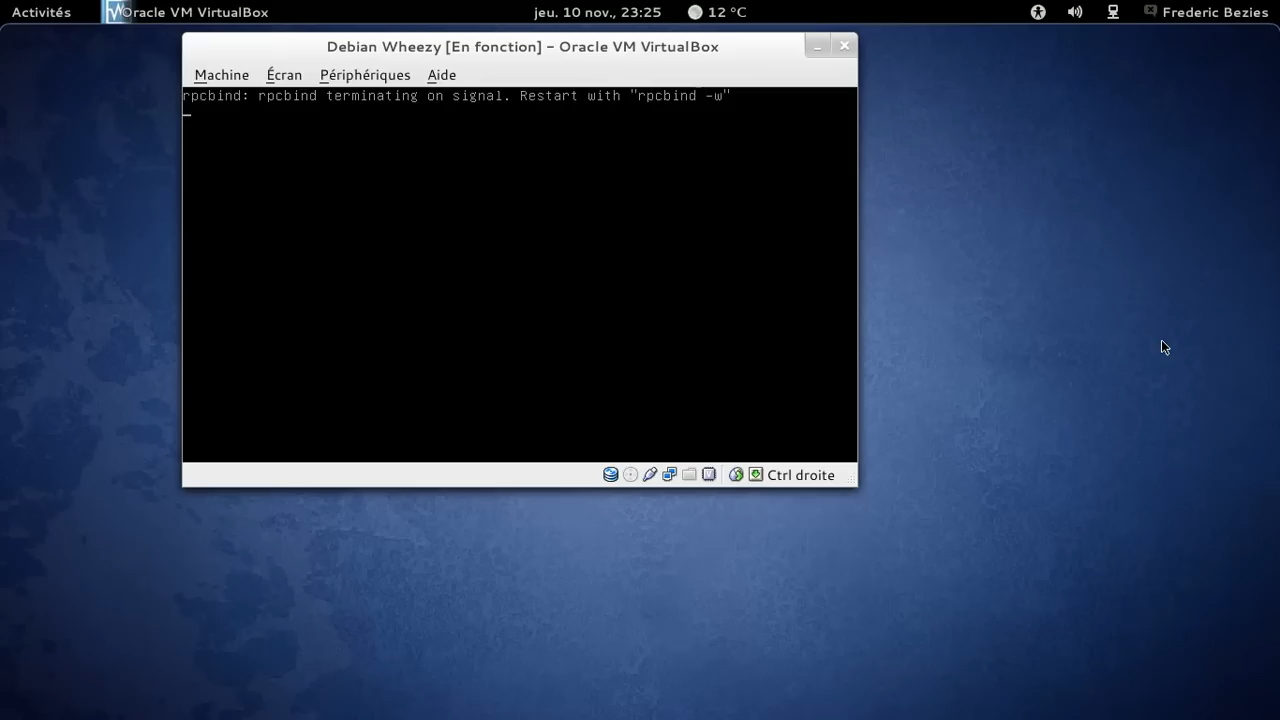 Activités
Oracle VM VirtualBox
jeu. 10 nov., 23:25
12 °C
Frederic Bezies
Debian Wheezy [En fonction] - Oracle VM VirtualBox
Machine Écran Périphériques Aide
rpcbind: rpcbind terminating on signal. Restart with "rpcbind -w"
Ctrl droite